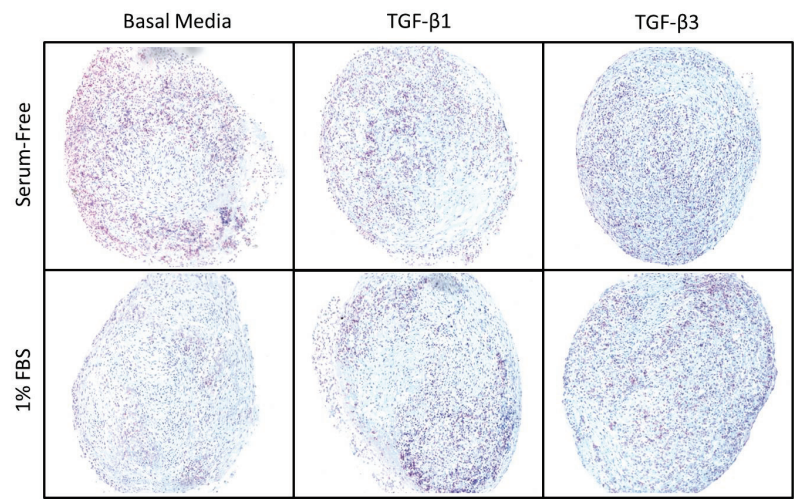 Basal Media
TGF-β1
TGF-β3
Serum-Free
1% FBS